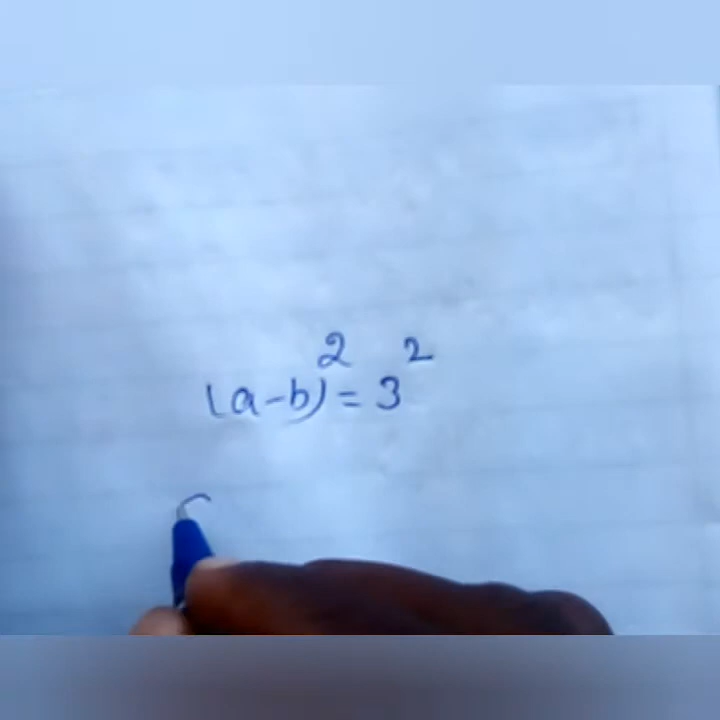 (a-b)² = 3²